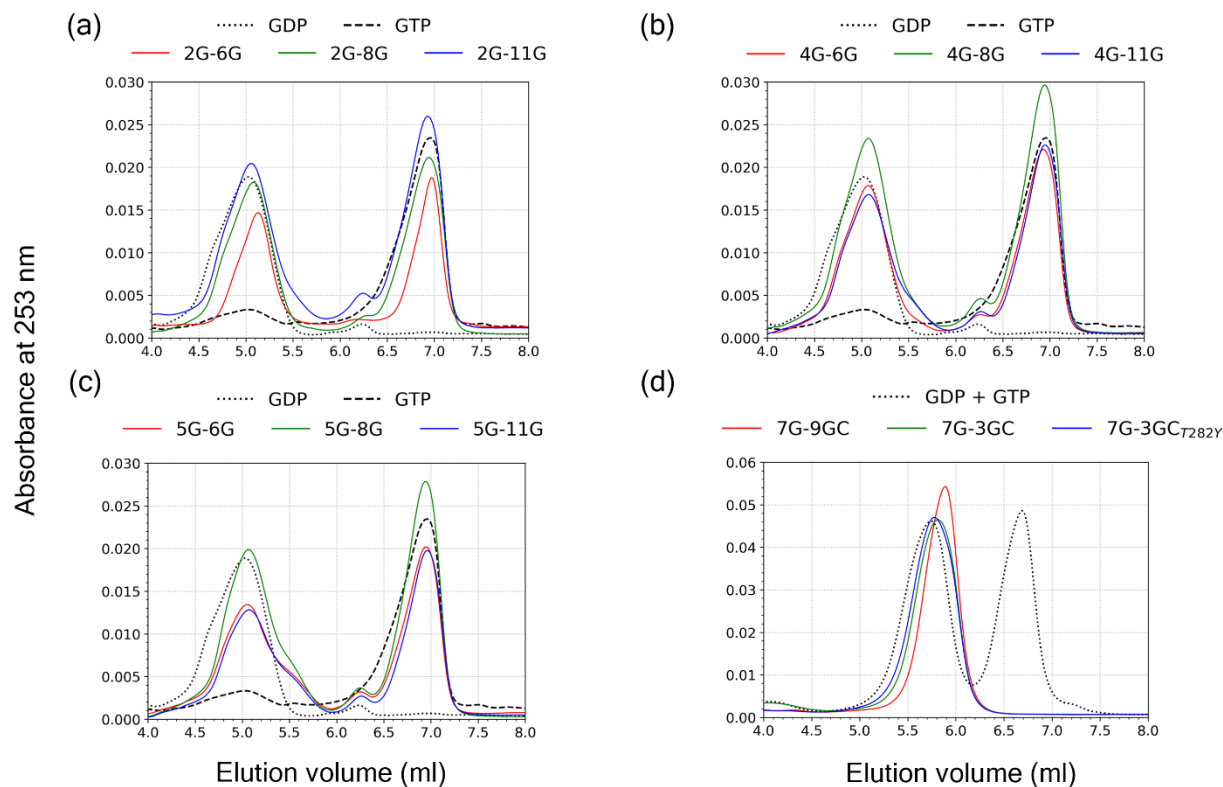 (a)
GDP GTP
2G-6G 2G-8G 2G-11G
0.030
0.025
0.020
0.015
0.010
0.005
0.000
4.0 4.5 5.0 5.5 6.0 6.5 7.0 7.5 8.0
(b)
GDP GTP
4G-6G 4G-8G 4G-11G
0.030
0.025
0.020
0.015
0.010
0.005
0.000
4.0 4.5 5.0 5.5 6.0 6.5 7.0 7.5 8.0
(c)
GDP GTP
5G-6G 5G-8G 5G-11G
0.030
0.025
0.020
0.015
0.010
0.005
0.000
4.0 4.5 5.0 5.5 6.0 6.5 7.0 7.5 8.0
(d)
GDP + GTP
7G-9GC 7G-3GC 7G-3GCT282Y
0.06
0.05
0.04
0.03
0.02
0.01
0.00
4.0 4.5 5.0 5.5 6.0 6.5 7.0 7.5 8.0
Absorbance at 253 nm
Elution volume (ml)
Elution volume (ml)